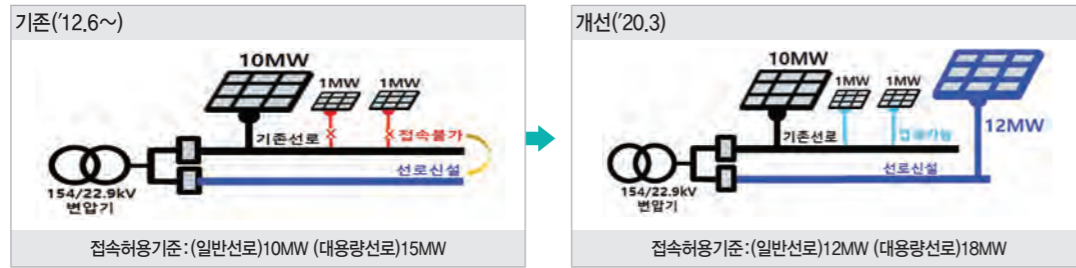 기존('12.6～)
10MW
1MW
1MW
기존선로
접속불가
선로신설
154/22.9kV
변압기
접속허용기준:(일반선로)10MW (대용량선로)15MW
개선('20.3)
10MW
1MW
1MW
12MW
기존선로
접속가능
선로신설
154/22.9kV
변압기
접속허용기준:(일반선로)12MW (대용량선로)18MW